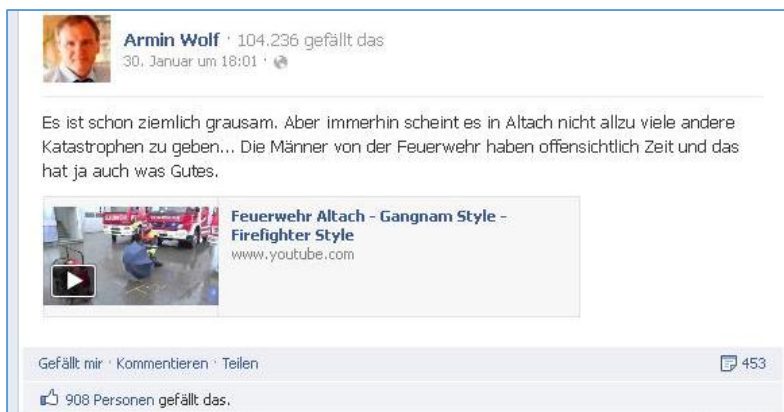 Armin Wolf · 104.236 gefällt das
30. Januar um 18:01 ·
Es ist schon ziemlich grausam. Aber immerhin scheint es in Altach nicht allzu viele andere
Katastrophen zu geben... Die Männer von der Feuerwehr haben offensichtlich Zeit und das
hat ja auch was Gutes.
Feuerwehr Altach - Gangnam Style -
Firefighter Style
www.youtube.com
Gefällt mir · Kommentieren · Teilen 453
908 Personen gefällt das.